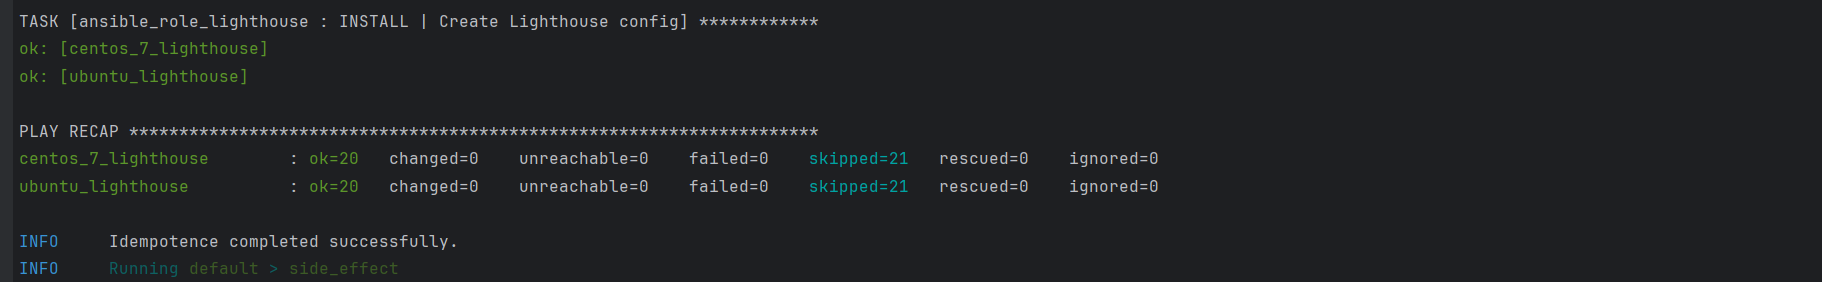 TASK [ansible_role_lighthouse : INSTALL | Create Lighthouse config] ************
ok: [centos_7_lighthouse]
ok: [ubuntu_lighthouse]
PLAY RECAP *********************************************************************
centos_7_lighthouse        : ok=20   changed=0    unreachable=0    failed=0    skipped=21   rescued=0    ignored=0
ubuntu_lighthouse          : ok=20   changed=0    unreachable=0    failed=0    skipped=21   rescued=0    ignored=0
INFO     Idempotence completed successfully.
INFO     Running default > side_effect